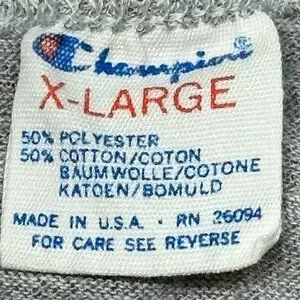 Champion®
X-LARGE
50% POLYESTER
50% COTTON/COTON
BAUMWOLLE/COTONE
KATOEN/BOMULD
MADE IN U.S.A. · RN 26094
FOR CARE SEE REVERSE